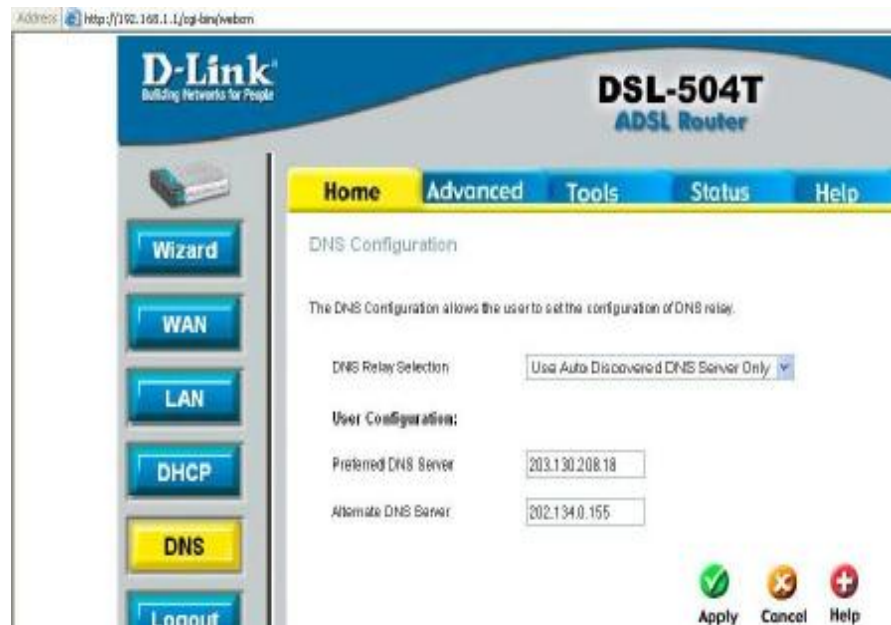 Address http://192.168.1.1/cgi-bin/webcm
D-Link
Building Networks for People
DSL-504T
ADSL Router
Home Advanced Tools Status Help
Wizard
WAN
LAN
DHCP
DNS
Logout
DNS Configuration
The DNS Configuration allows the user to set the configuration of DNS relay.
DNS Relay Selection Use Auto Discovered DNS Server Only
User Configuration:
Preferred DNS Server 203.130.208.18
Alternate DNS Server 202.134.0.155
Apply Cancel Help